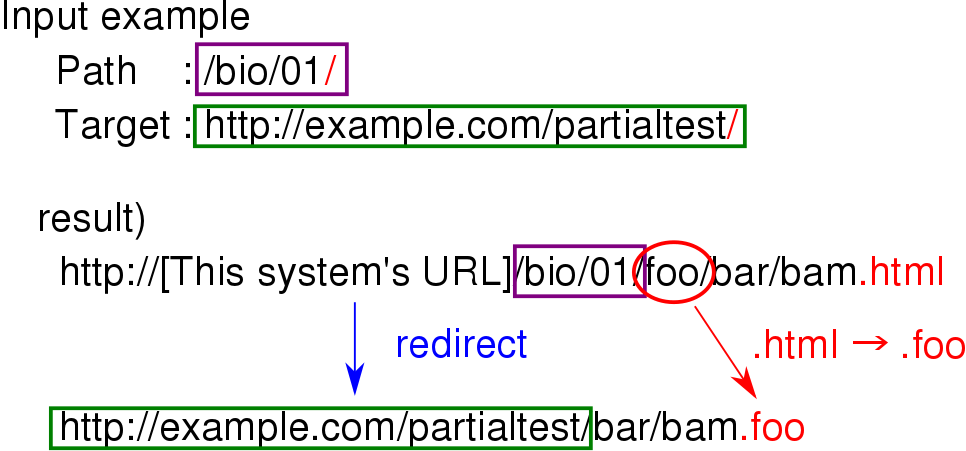 Input example
Path : /bio/01/
Target : http://example.com/partialtest/
result)
http://[This system's URL]/bio/01/foo/bar/bam.html
redirect
.html → .foo
http://example.com/partialtest/bar/bam.foo